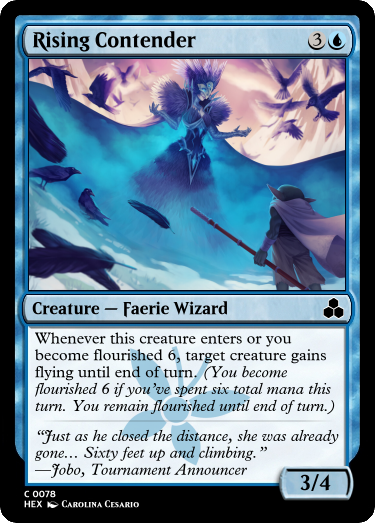 Rising Contender 3
Creature — Faerie Wizard
Whenever this creature enters or you
become flourished 6, target creature gains
flying until end of turn. (You become
flourished 6 if you've spent six total mana this
turn. You remain flourished until end of turn.)
"Just as he closed the distance, she was already
gone... Sixty feet up and climbing."
—Jobo, Tournament Announcer
3/4
C 0078
HEX Carolina Cesario